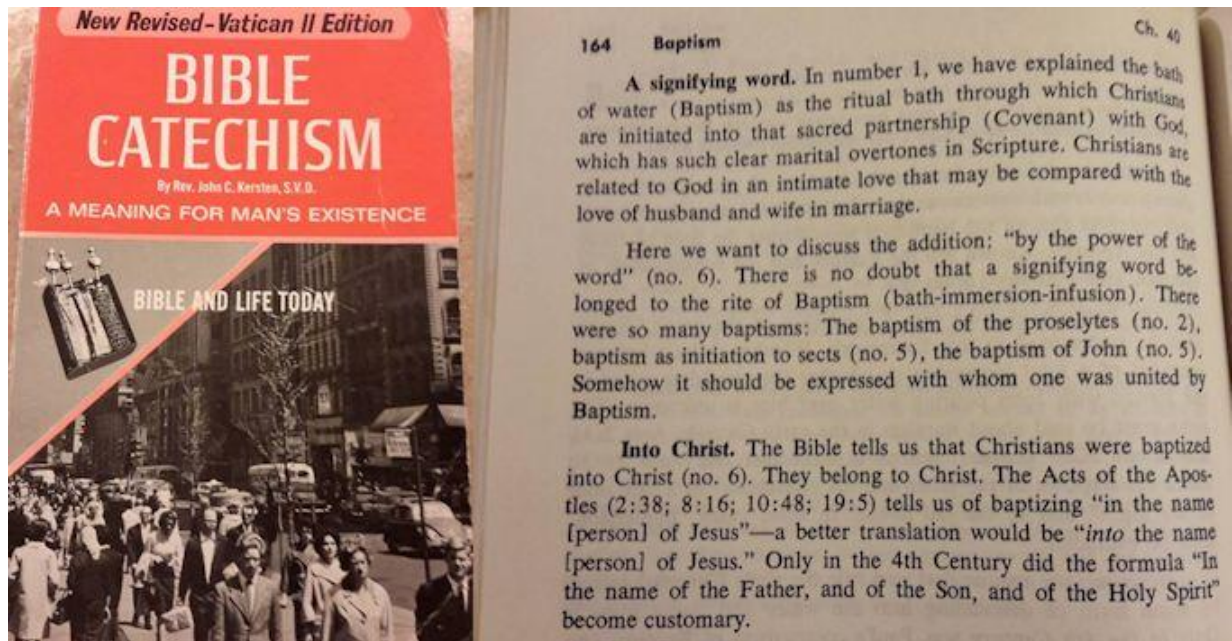 New Revised-Vatican II Edition
BIBLE
CATECHISM
By Rev. John C. Kersten, S.V.D.
A MEANING FOR MAN'S EXISTENCE
BIBLE AND LIFE TODAY
164 Baptism Ch. 40
A signifying word. In number 1, we have explained the bath
of water (Baptism) as the ritual bath through which Christians
are initiated into that sacred partnership (Covenant) with God,
which has such clear marital overtones in Scripture. Christians are
related to God in an intimate love that may be compared with the
love of husband and wife in marriage.
Here we want to discuss the addition: "by the power of the
word" (no. 6). There is no doubt that a signifying word be-
longed to the rite of Baptism (bath-immersion-infusion). There
were so many baptisms: The baptism of the proselytes (no. 2),
baptism as initiation to sects (no. 5), the baptism of John (no. 5).
Somehow it should be expressed with whom one was united by
Baptism.
Into Christ. The Bible tells us that Christians were baptized
into Christ (no. 6). They belong to Christ. The Acts of the Apos-
tles (2:38; 8:16; 10:48; 19:5) tells us of baptizing "in the name
[person] of Jesus"—a better translation would be "into the name
[person] of Jesus." Only in the 4th Century did the formula "In
the name of the Father, and of the Son, and of the Holy Spirit"
become customary.